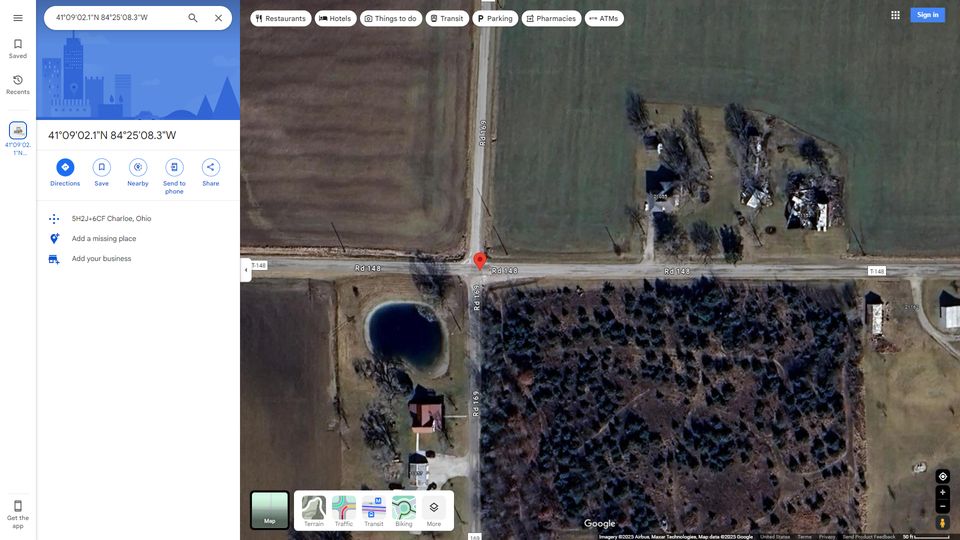 41°09'02.1"N 84°25'08.3"W
Restaurants
Hotels
Things to do
Transit
Parking
Pharmacies
ATMs
Sign in
Saved
Recents
41°09'02.
1"N...
Get the
app
41°09'02.1"N 84°25'08.3"W
Directions
Save
Nearby
Send to
phone
Share
5H2J+6CF Charloe, Ohio
Add a missing place
Add your business
Rd 169
T-148
Rd 148
Rd 148
Rd 148
T-148
Rd 169
Rd 169
169
Map
Terrain
Traffic
Transit
Biking
More
Google
Imagery ©2025 Airbus, Maxar Technologies, Map data ©2025 Google
United States
Terms
Privacy
Send Product Feedback
50 ft